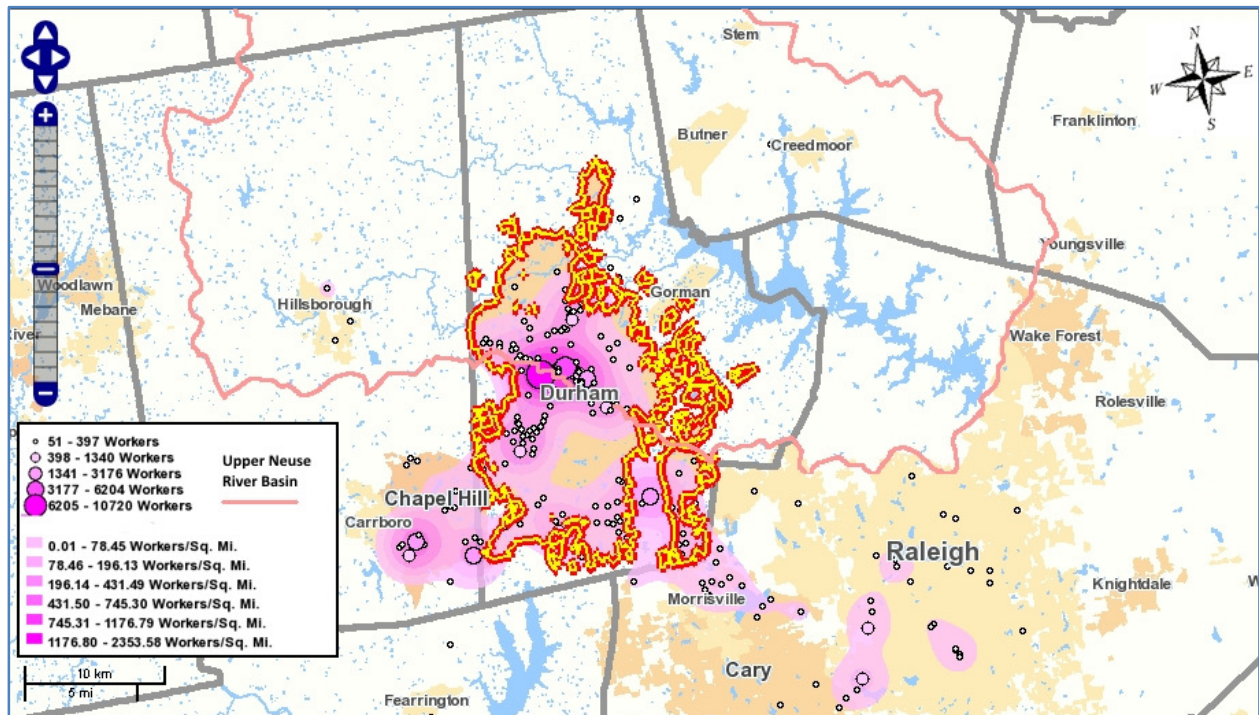 Stem
N
W
E
S
Franklinton
Butner
Creedmoor
Youngsville
Woodlawn
Mebane
Hillsborough
Gorman
River
Wake Forest
Durham
Rolesville
51 - 397 Workers
398 - 1340 Workers
1341 - 3176 Workers
3177 - 6204 Workers
6205 - 10720 Workers
Upper Neuse
River Basin
Chapel Hill
Carrboro
0.01 - 78.45 Workers/Sq. Mi.
78.46 - 196.13 Workers/Sq. Mi.
196.14 - 431.49 Workers/Sq. Mi.
431.50 - 745.30 Workers/Sq. Mi.
745.31 - 1176.79 Workers/Sq. Mi.
1176.80 - 2353.58 Workers/Sq. Mi.
Raleigh
Knightdale
Morrisville
Cary
10 km
5 mi
Fearrington